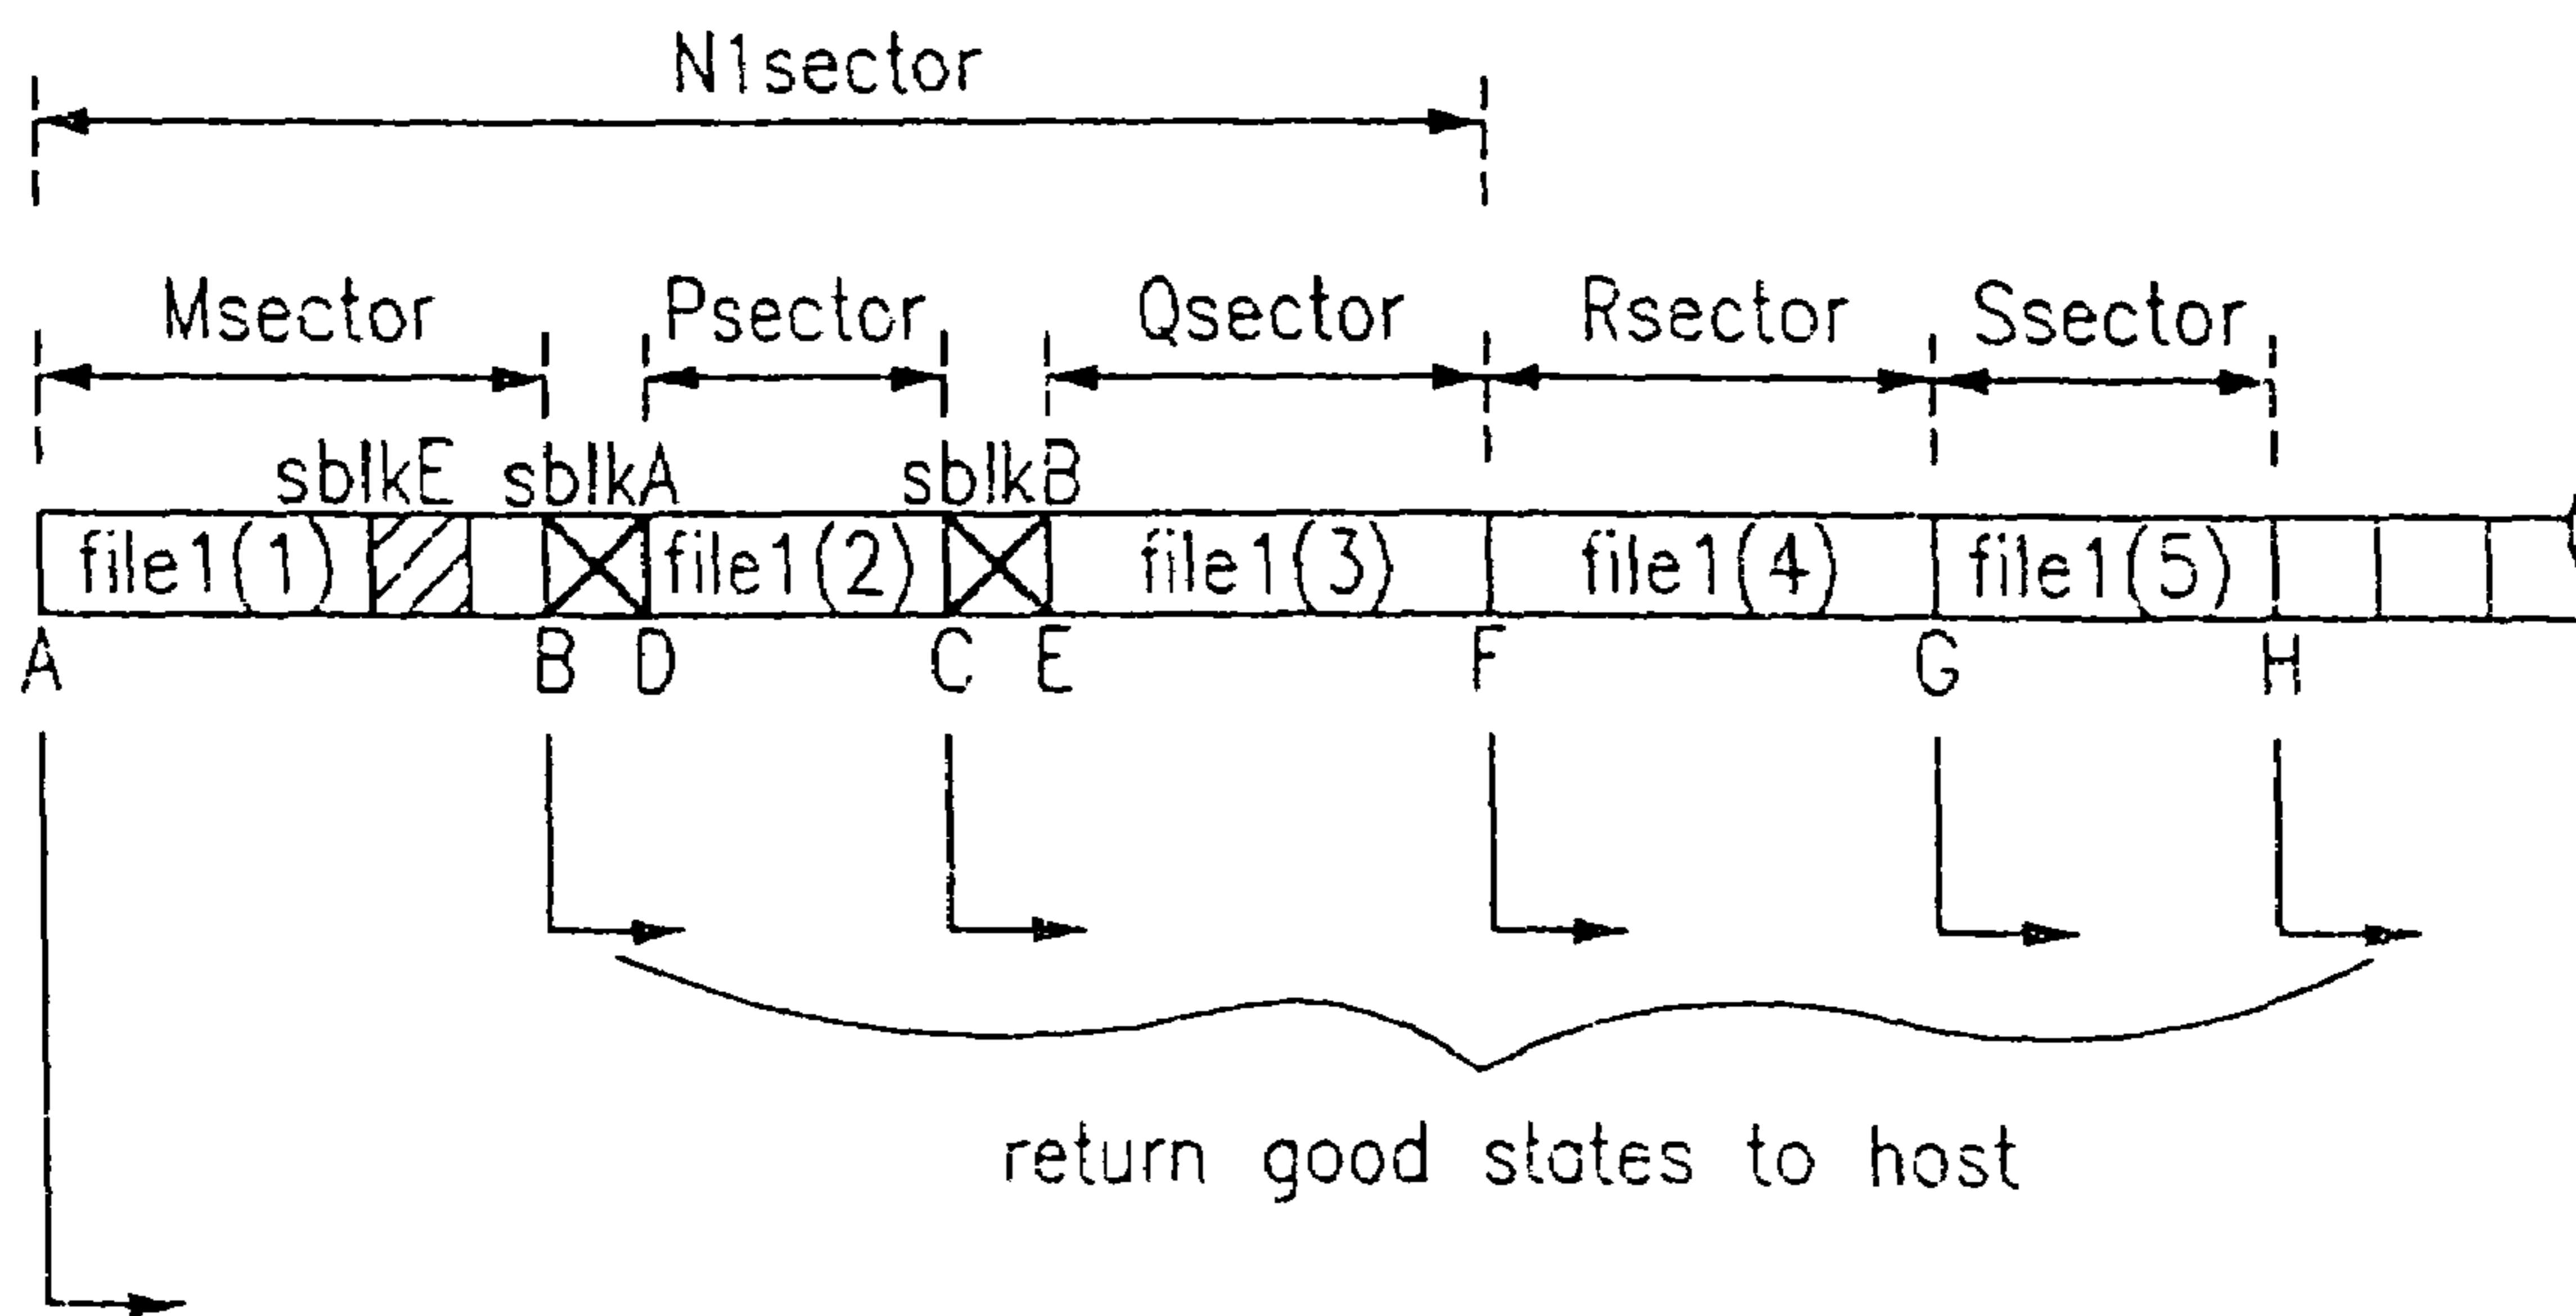 N1sector
Msector Psector Qsector Rsector Ssector
sblkE sblkA sblkB
file1(1) file1(2) file1(3) file1(4) file1(5)
A B D C E F G H
return good states to host